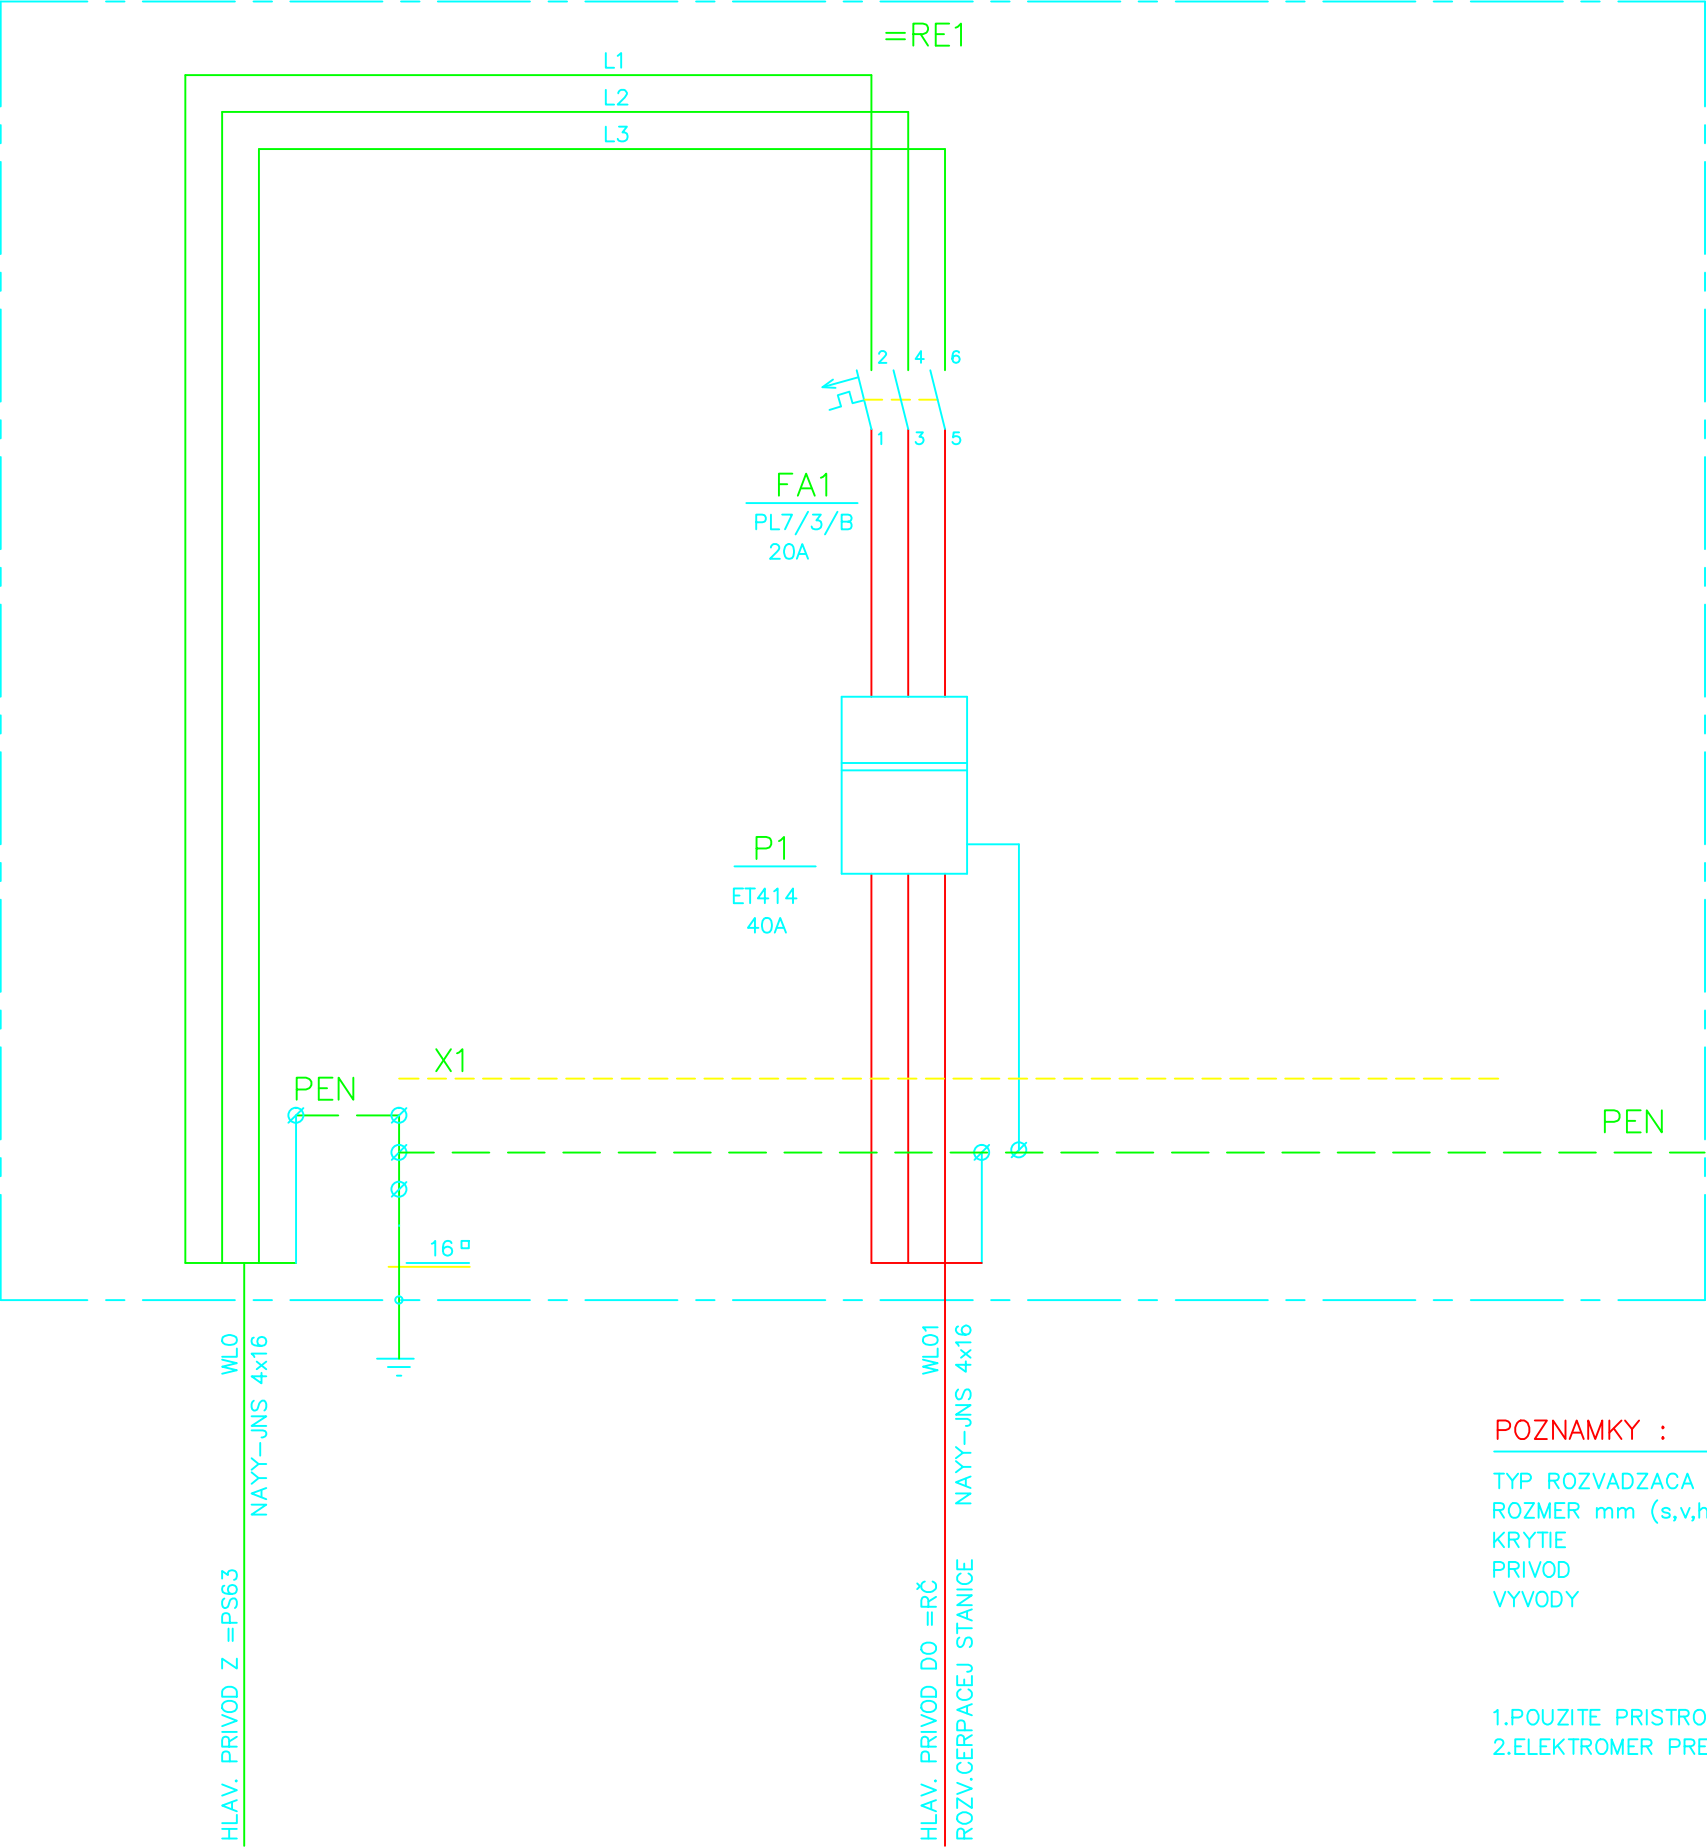 =RE1
L1
L2
L3
2 4 6
1 3 5
FA1
PL7/3/B
20A
P1
ET414
40A
X1
PEN
PEN
16
WL0
NAYY-JNS 4x16
HLAV. PRIVOD Z =PS63
WL01
NAYY-JNS 4x16
HLAV. PRIVOD DO =RČ
ROZV.CERPACEJ STANICE
POZNAMKY :
TYP ROZVADZACA
ROZMER mm (s,v,h
KRYTIE
PRIVOD
VYVODY
1.POUZITE PRISTRO
2.ELEKTROMER PRE